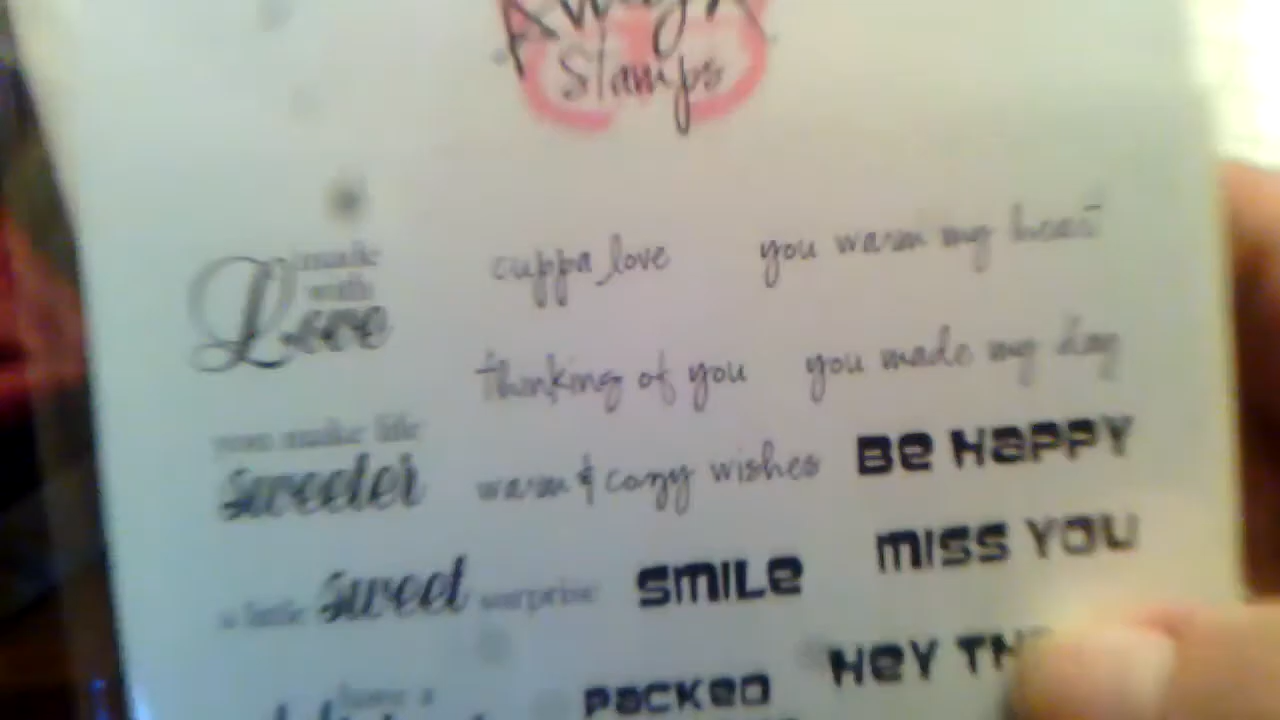 Stamps
made
with
Love
cuppa love
you warm my heart
thinking of you
you made my day
you make life
sweeter
warm & cozy wishes
BE HAPPY
a little sweet surprise
SMILE
MISS YOU
HEY
have a
PACKED